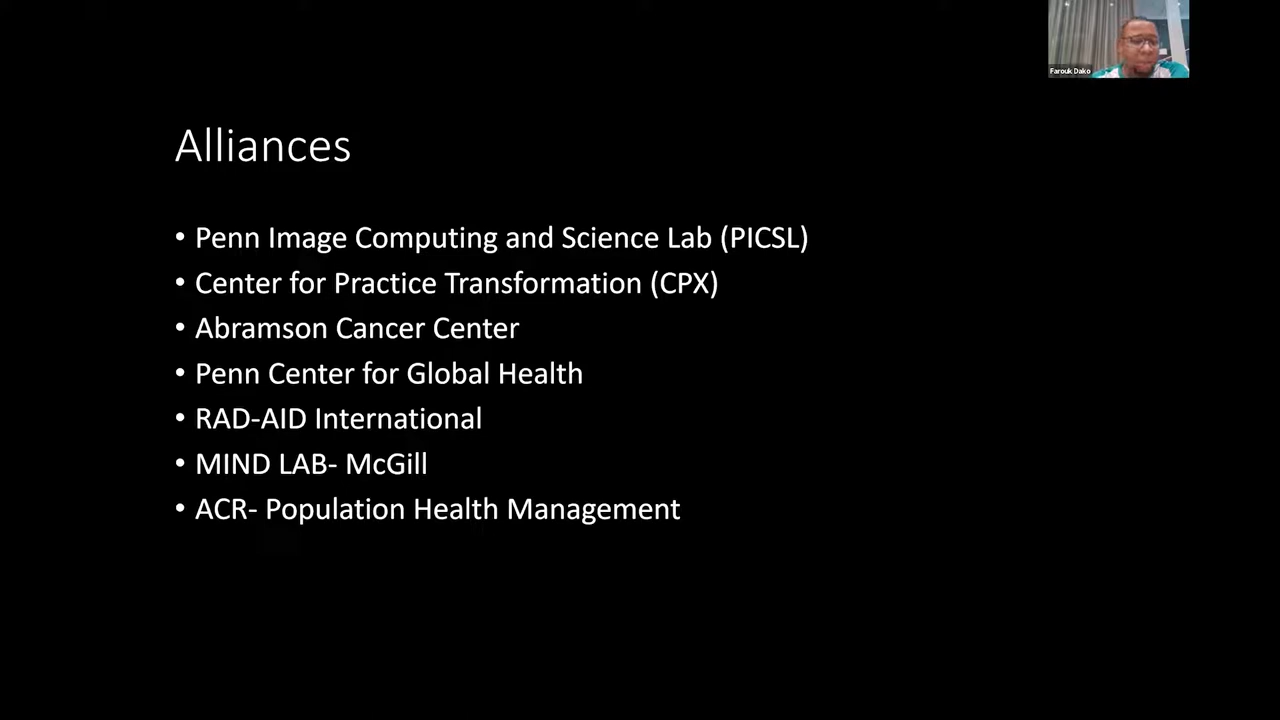 Farouk Dako
Alliances
• Penn Image Computing and Science Lab (PICSL)
• Center for Practice Transformation (CPX)
• Abramson Cancer Center
• Penn Center for Global Health
• RAD-AID International
• MIND LAB- McGill
• ACR- Population Health Management